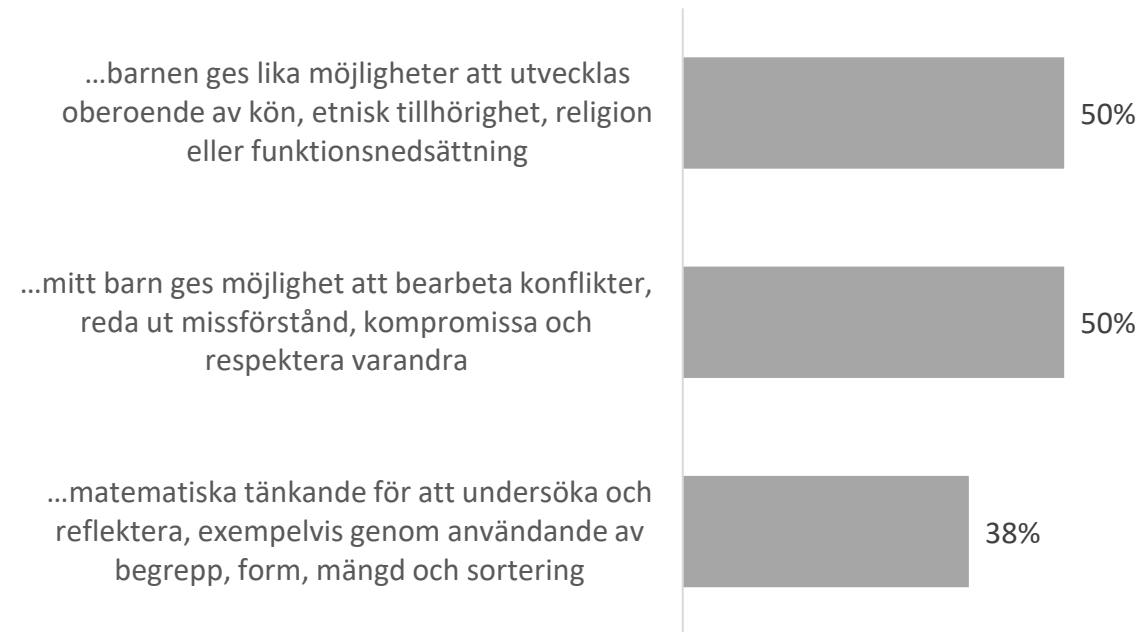 ...barnen ges lika möjligheter att utvecklas
oberoende av kön, etnisk tillhörighet, religion
eller funktionsnedsättning
50%
...mitt barn ges möjlighet att bearbeta konflikter,
reda ut missförstånd, kompromissa och
respektera varandra
50%
...matematiska tänkande för att undersöka och
reflektera, exempelvis genom användande av
begrepp, form, mängd och sortering
38%